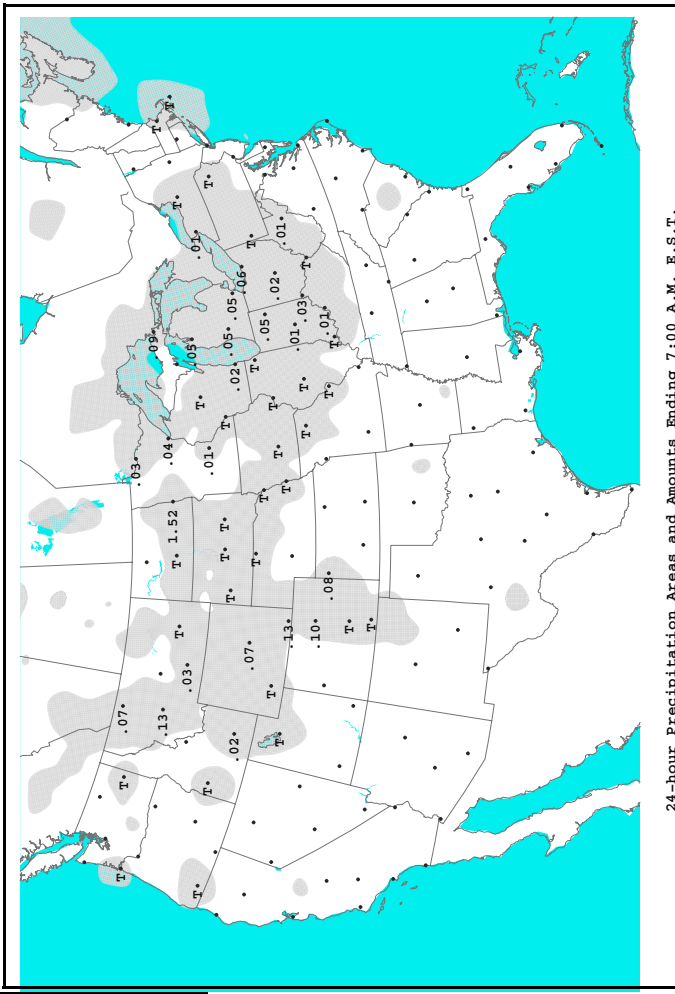 T
.07
T
.03
.09
T
.13
.04
T
1.52
T
T
T
.03
.05
.01
T
T
T
.01
T
T
T
T
.05
T
.05
.02
.02
.06
.07
T
T
T
T
.05
T
T
.02
T
T
.01
T
.13
.01
.03
T
T
T
.10
.01
.08
T
T
T
T
24-hour Precipitation Areas and Amounts Ending 7:00 A.M. E.S.T.